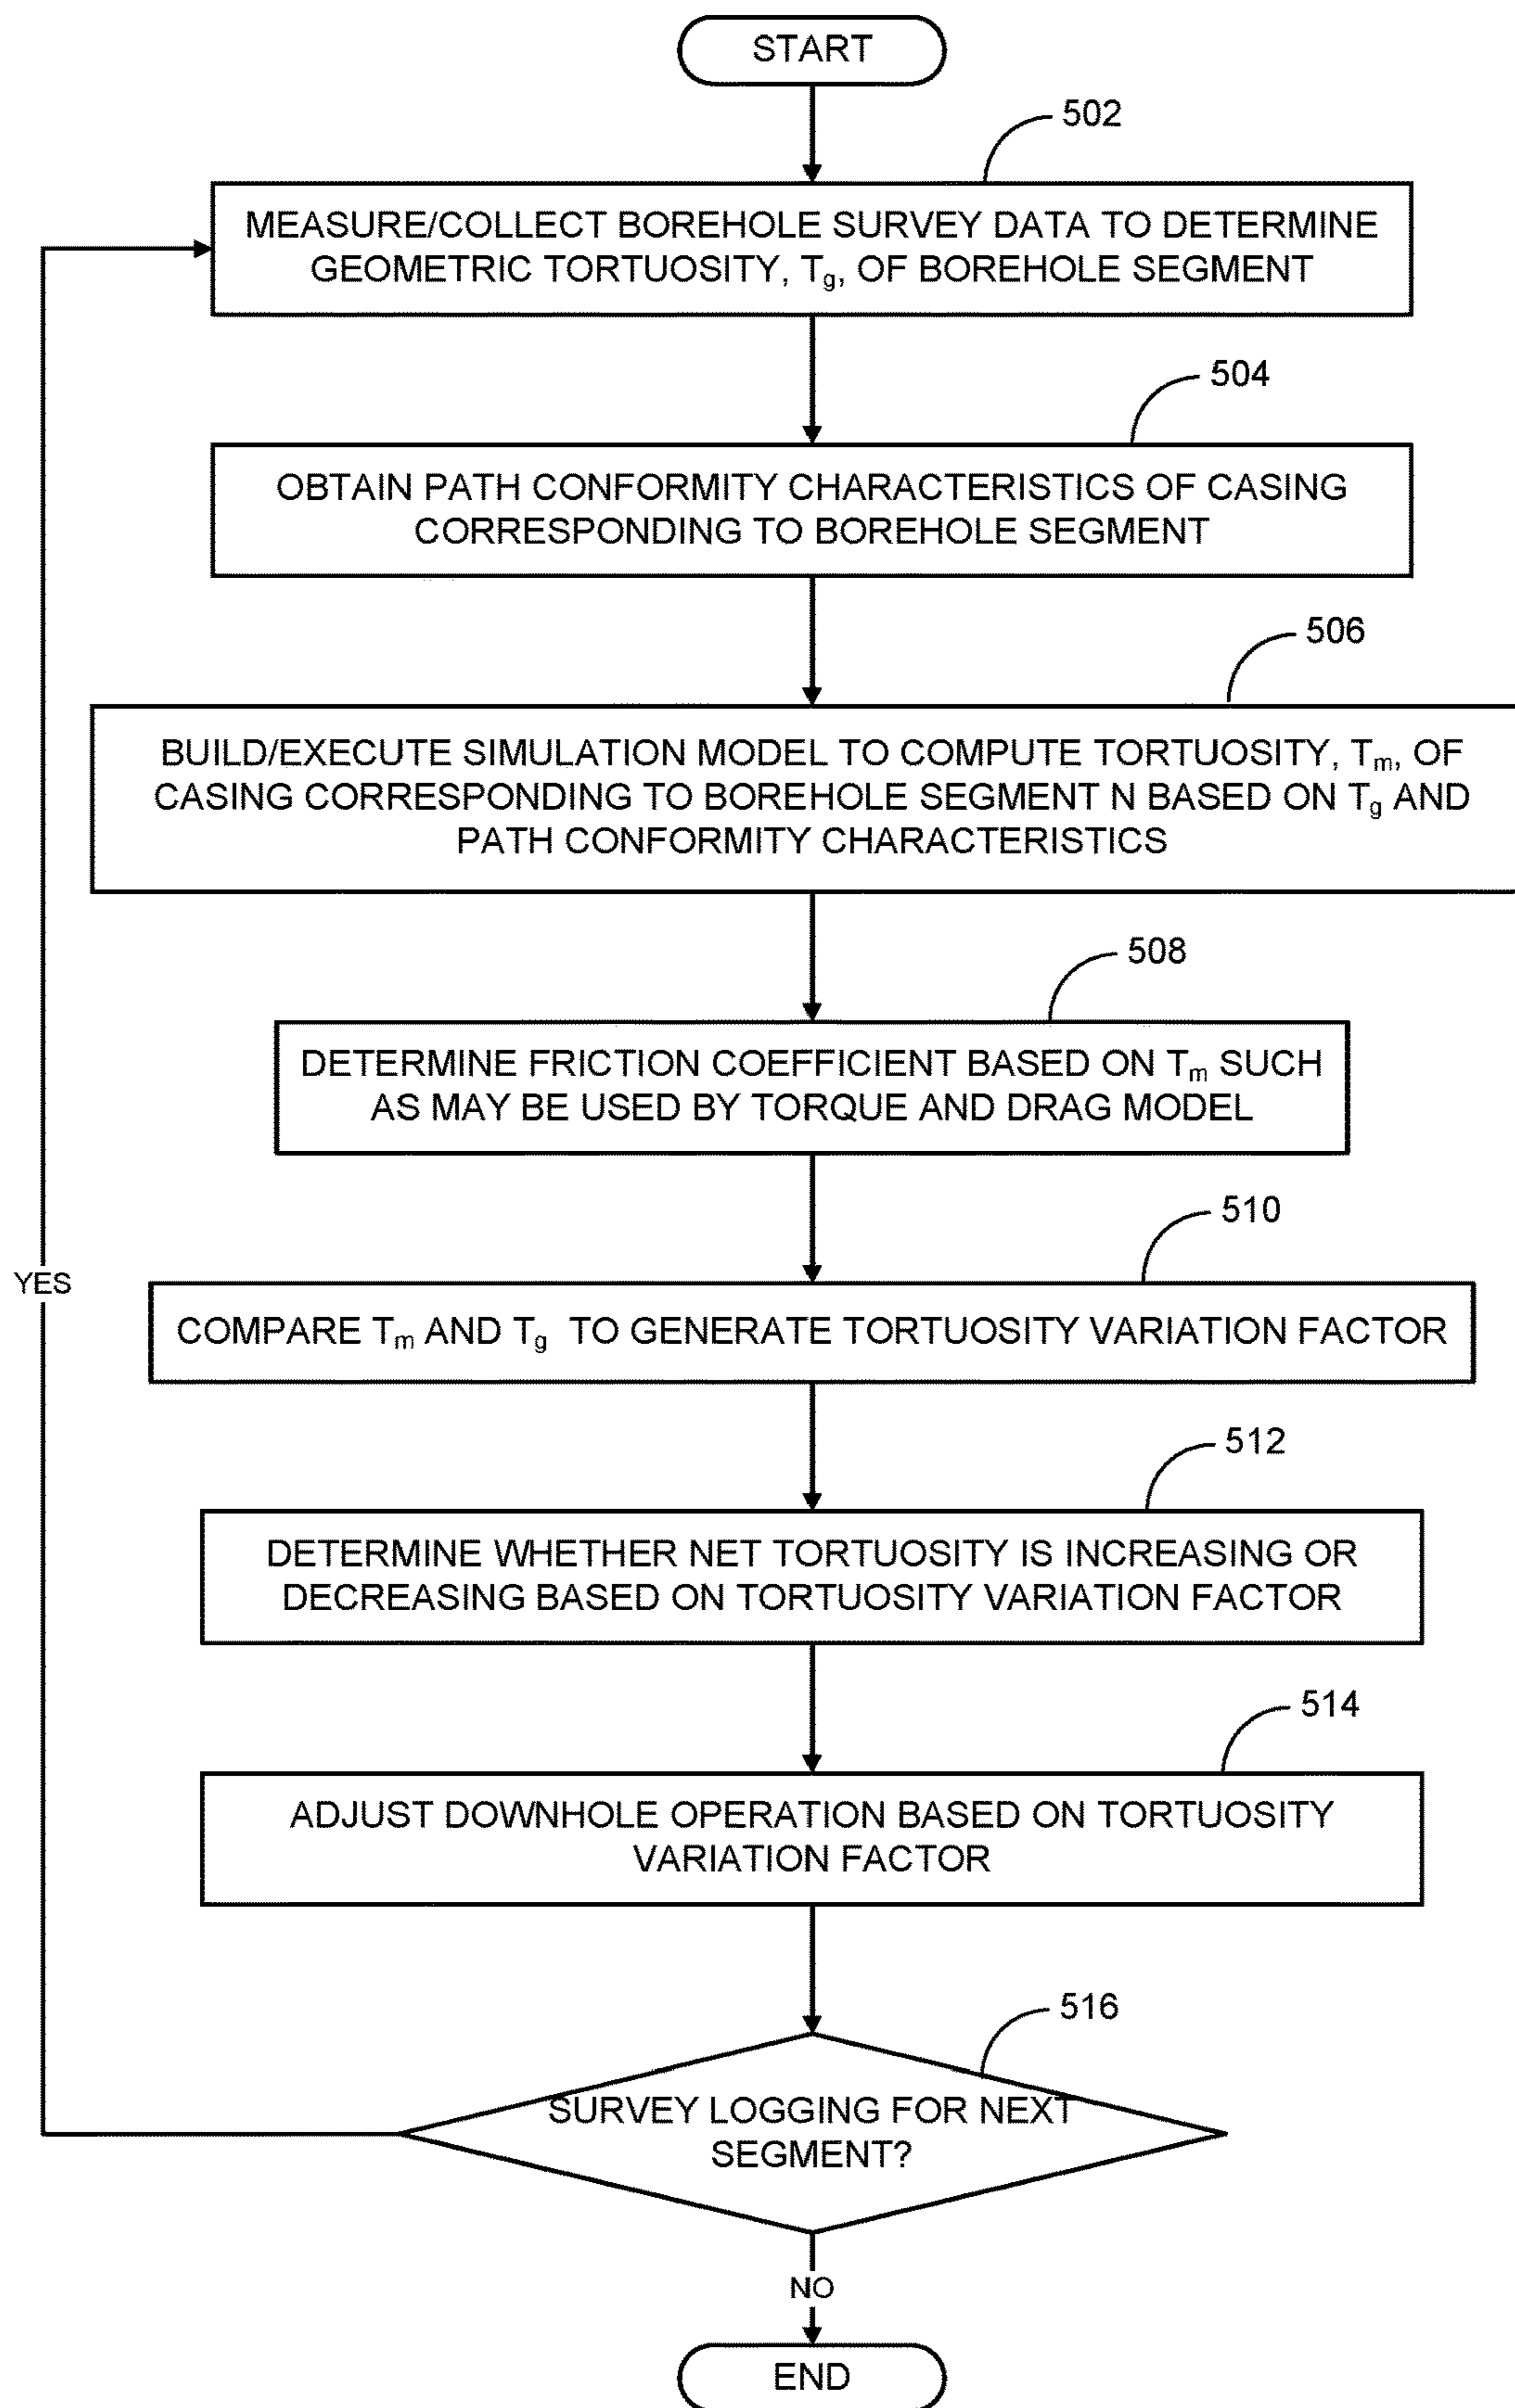 START
502
MEASURE/COLLECT BOREHOLE SURVEY DATA TO DETERMINE
GEOMETRIC TORTUOSITY, Tg, OF BOREHOLE SEGMENT
504
OBTAIN PATH CONFORMITY CHARACTERISTICS OF CASING
CORRESPONDING TO BOREHOLE SEGMENT
506
BUILD/EXECUTE SIMULATION MODEL TO COMPUTE TORTUOSITY, Tm, OF
CASING CORRESPONDING TO BOREHOLE SEGMENT N BASED ON Tg AND
PATH CONFORMITY CHARACTERISTICS
508
DETERMINE FRICTION COEFFICIENT BASED ON Tm SUCH
AS MAY BE USED BY TORQUE AND DRAG MODEL
510
YES
COMPARE Tm AND Tg TO GENERATE TORTUOSITY VARIATION FACTOR
512
DETERMINE WHETHER NET TORTUOSITY IS INCREASING OR
DECREASING BASED ON TORTUOSITY VARIATION FACTOR
514
ADJUST DOWNHOLE OPERATION BASED ON TORTUOSITY
VARIATION FACTOR
516
SURVEY LOGGING FOR NEXT
SEGMENT?
NO
END